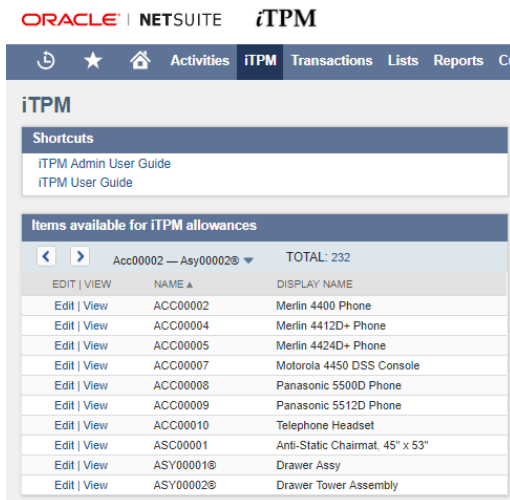 ORACLE | NETSUITE iTPM
Activities iTPM Transactions Lists Reports
iTPM
Shortcuts
iTPM Admin User Guide
iTPM User Guide
Items available for iTPM allowances
Acc00002 — Asy00002® TOTAL: 232
EDIT | VIEW NAME ▲ DISPLAY NAME
Edit | View ACC00002 Merlin 4400 Phone
Edit | View ACC00004 Merlin 4412D+ Phone
Edit | View ACC00005 Merlin 4424D+ Phone
Edit | View ACC00007 Motorola 4450 DSS Console
Edit | View ACC00008 Panasonic 5500D Phone
Edit | View ACC00009 Panasonic 5512D Phone
Edit | View ACC00010 Telephone Headset
Edit | View ASC00001 Anti-Static Chairmat, 45" x 53"
Edit | View ASY00001® Drawer Assy
Edit | View ASY00002® Drawer Tower Assembly